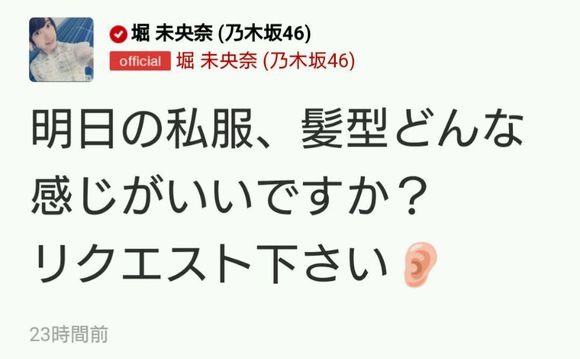 堀 未央奈 (乃木坂46)
official 堀 未央奈 (乃木坂46)
明日の私服、髪型どんな
感じがいいですか？
リクエスト下さい👂
23時間前